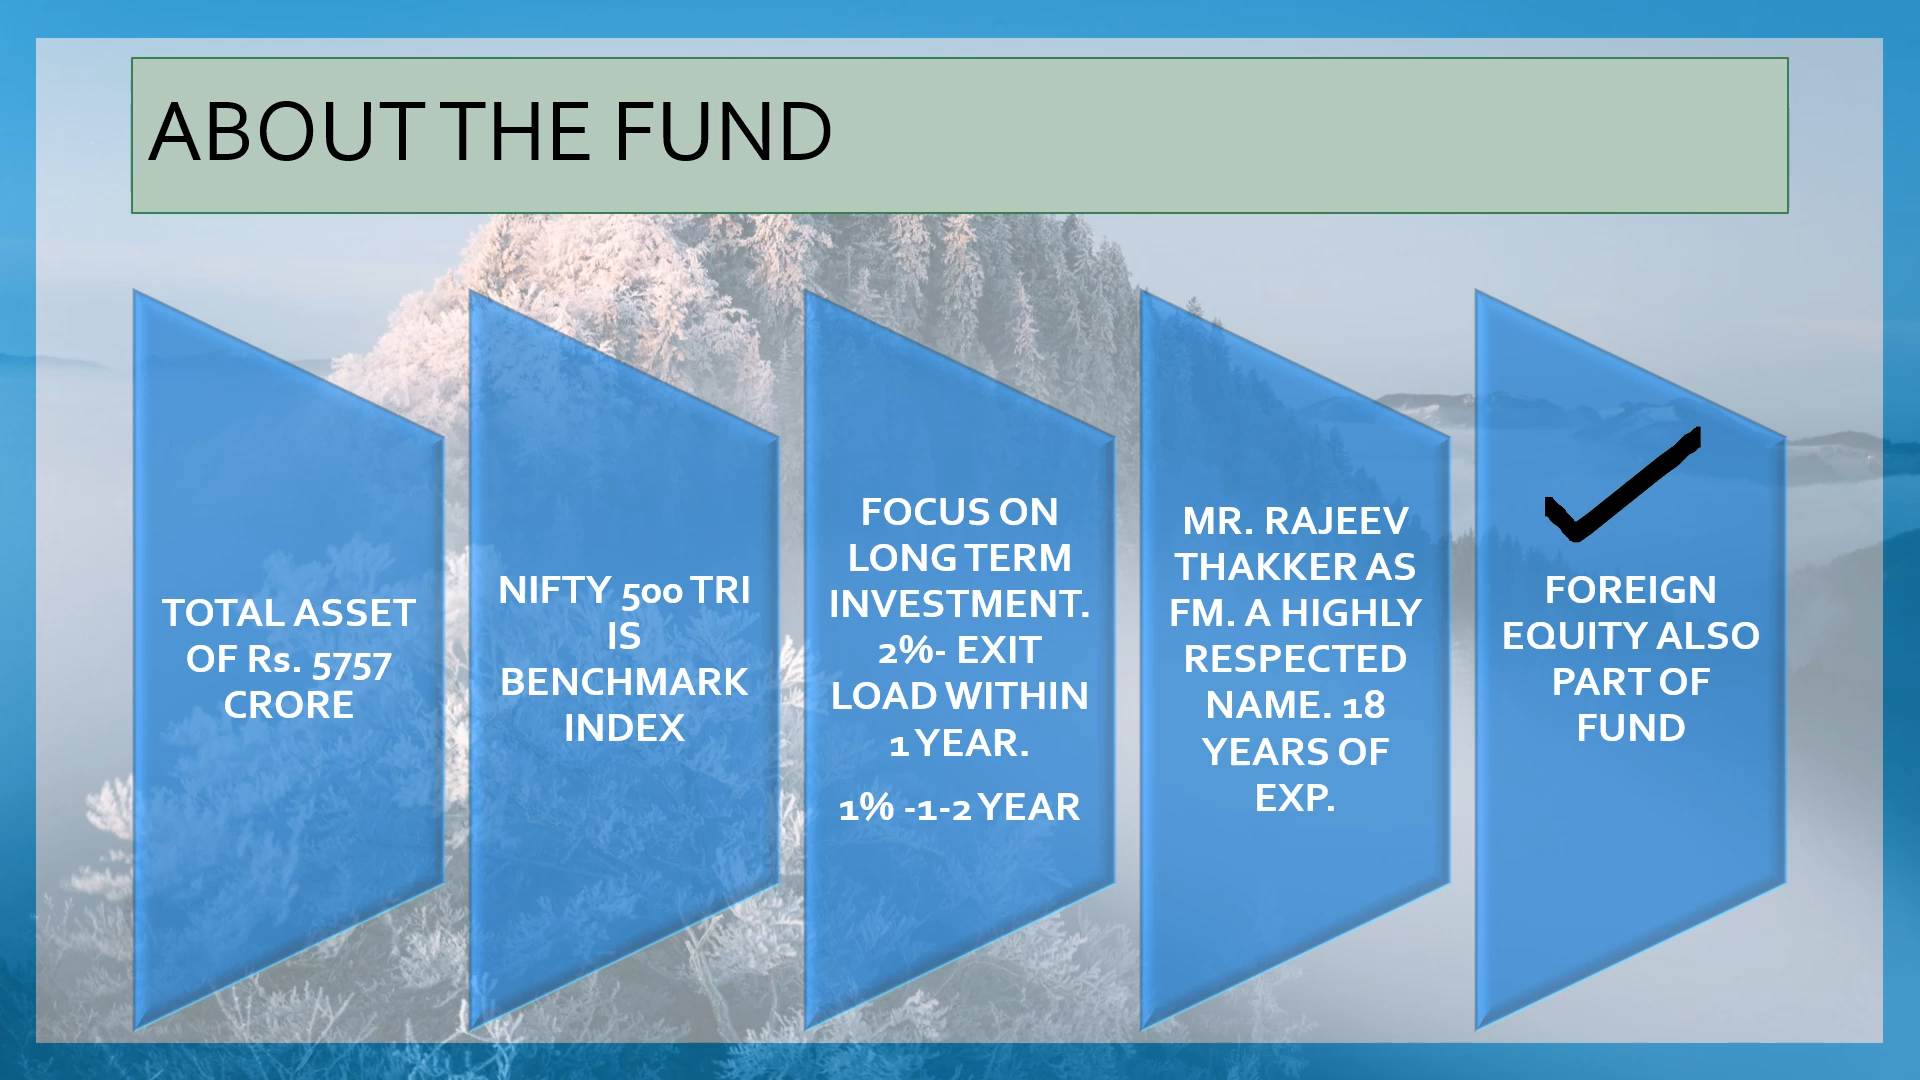 ABOUT THE FUND
TOTAL ASSET
OF Rs. 5757
CRORE
NIFTY 500 TRI
IS
BENCHMARK
INDEX
FOCUS ON
LONG TERM
INVESTMENT.
2%- EXIT
LOAD WITHIN
1 YEAR.
1% -1-2 YEAR
MR. RAJEEV
THAKKER AS
FM. A HIGHLY
RESPECTED
NAME. 18
YEARS OF
EXP.
FOREIGN
EQUITY ALSO
PART OF
FUND